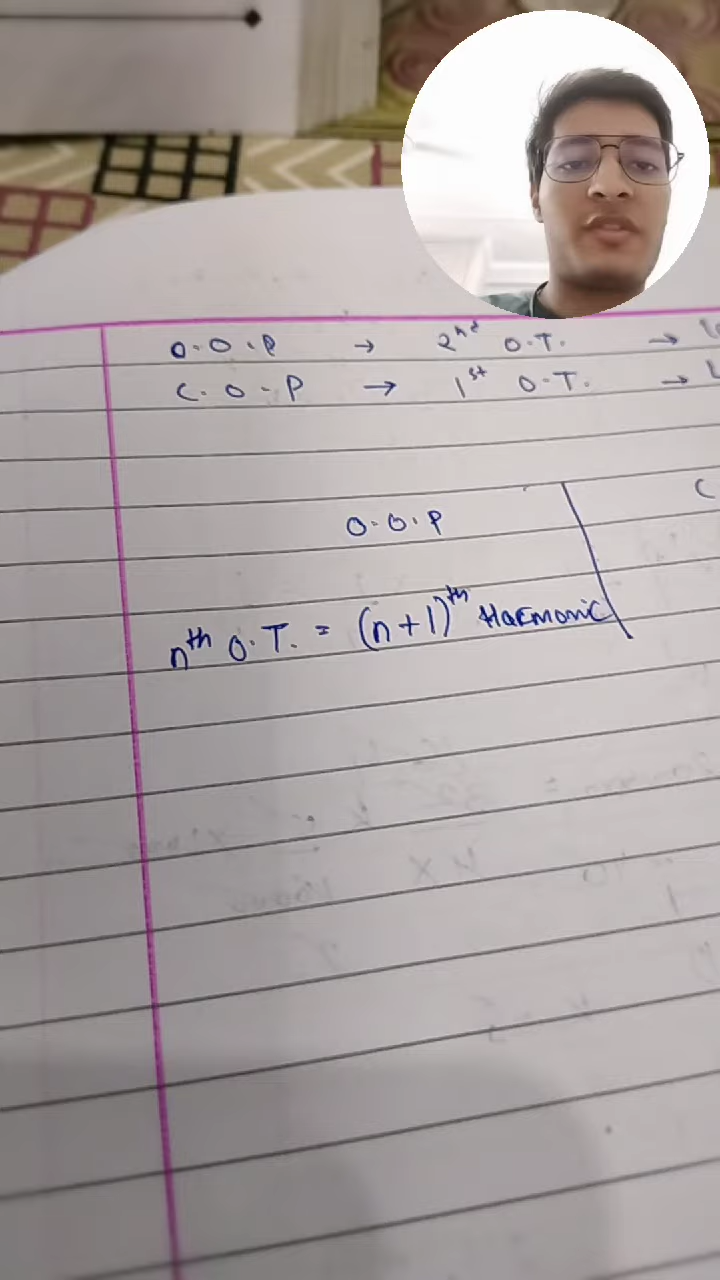 O.O.P → 2nd O.T. →
C.O.P → 1st O.T. → L
O.O.P C
nth O.T. = (n+1)th Harmonic